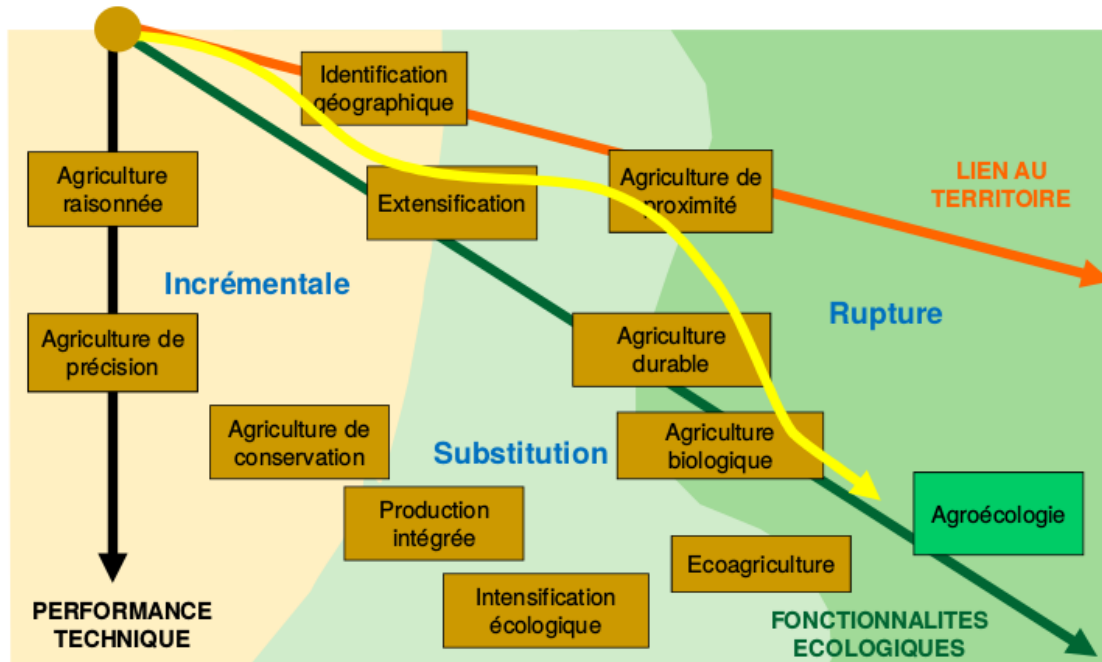 Identification
géographique
Agriculture
raisonnée
Extensification
Agriculture de
proximité
LIEN AU
TERRITOIRE
Incrémentale
Rupture
Agriculture de
précision
Agriculture
durable
Agriculture de
conservation
Substitution
Agriculture
biologique
Production
intégrée
Agroécologie
Ecoagriculture
Intensification
écologique
PERFORMANCE
TECHNIQUE
FONCTIONNALITES
ECOLOGIQUES